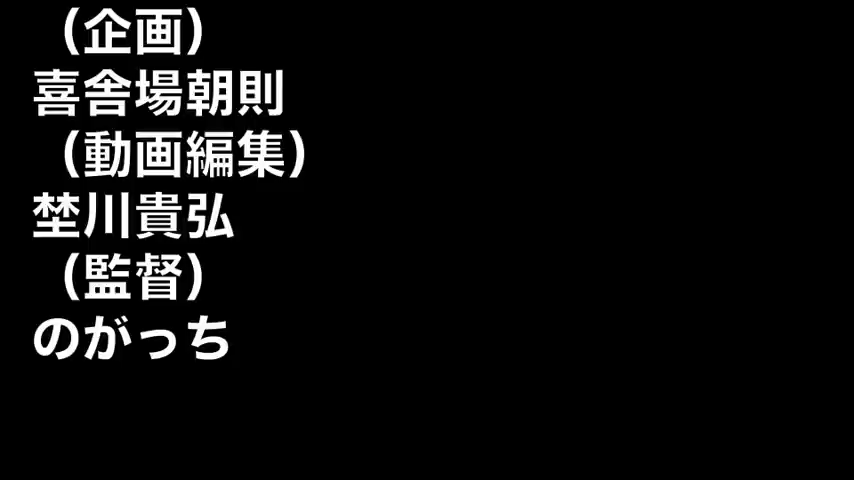 （企画）
喜舎場朝則
（動画編集）
埜川貴弘
（監督）
のがっち